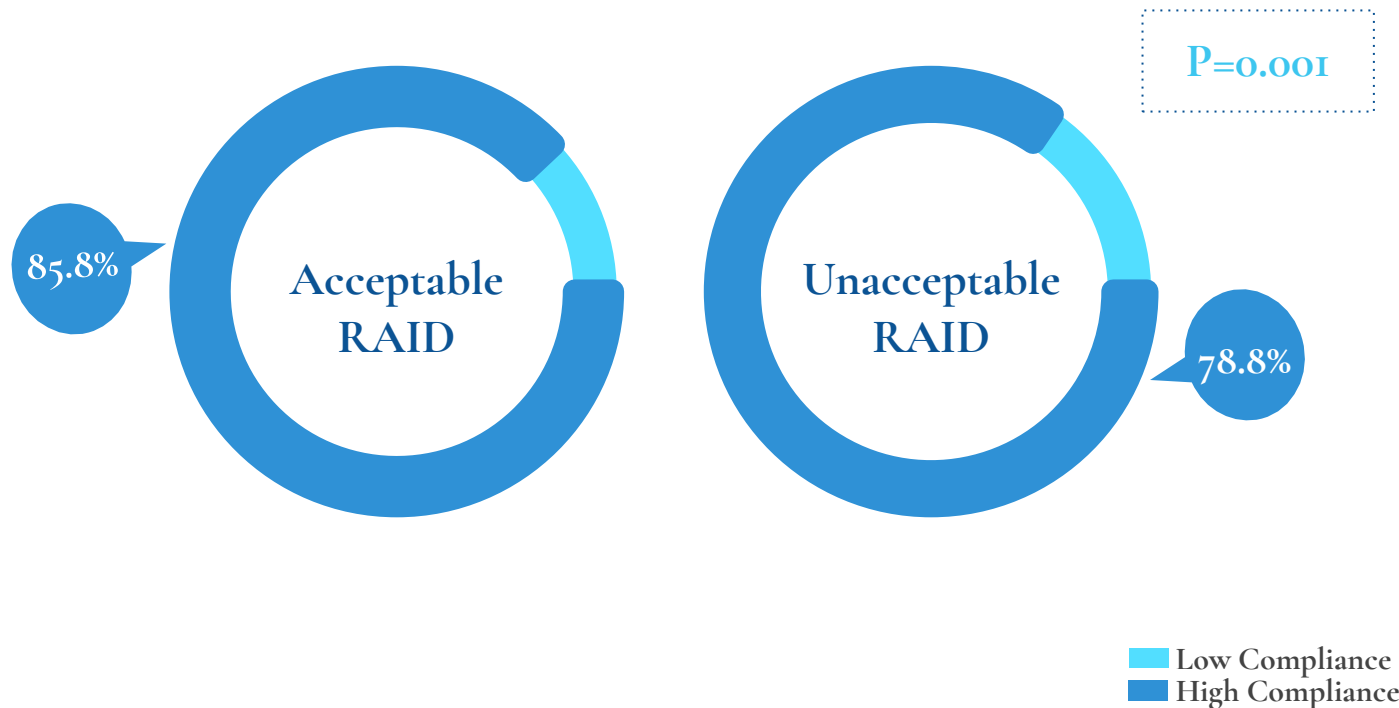 P=0.001
85.8%
Acceptable
RAID
Unacceptable
RAID
78.8%
Low Compliance
High Compliance